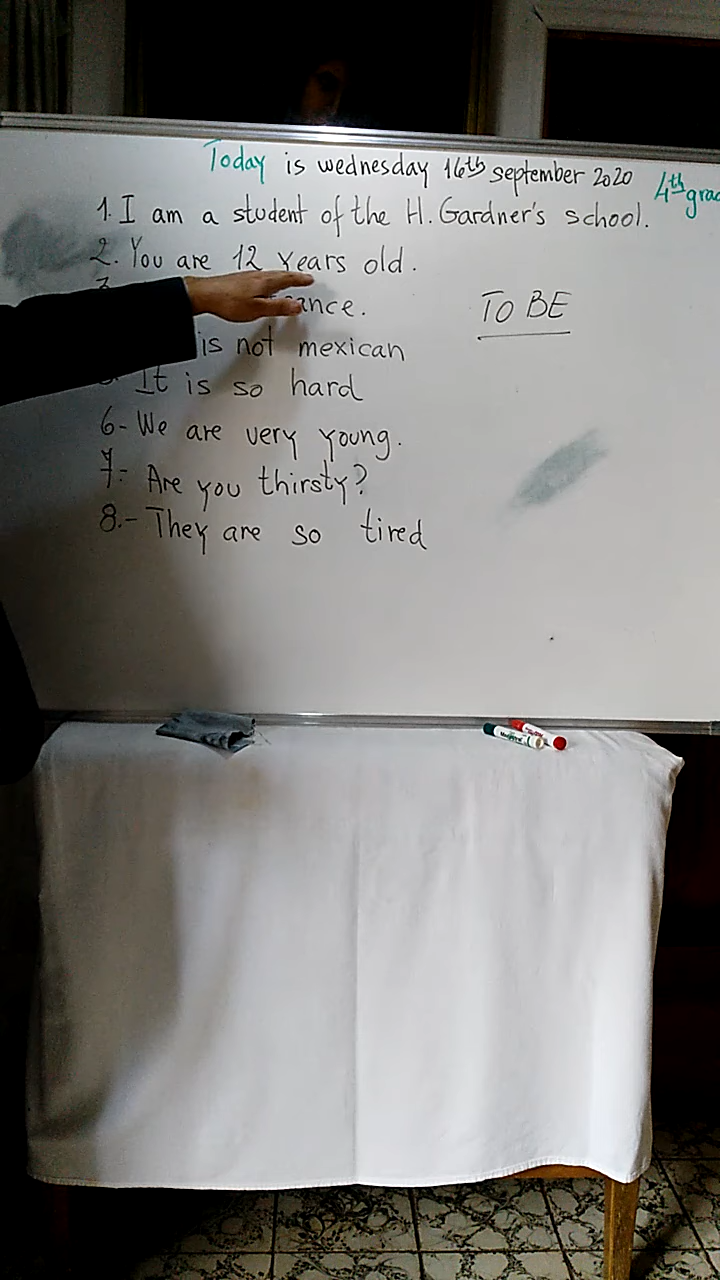 Today is wednesday 16th september 2020
4th grad
1. I am a student of the H. Gardner's school.
2. You are 12 years old.
TO BE
is not mexican
It is so hard
6- We are very young.
7- Are you thirsty?
8.- They are so tired